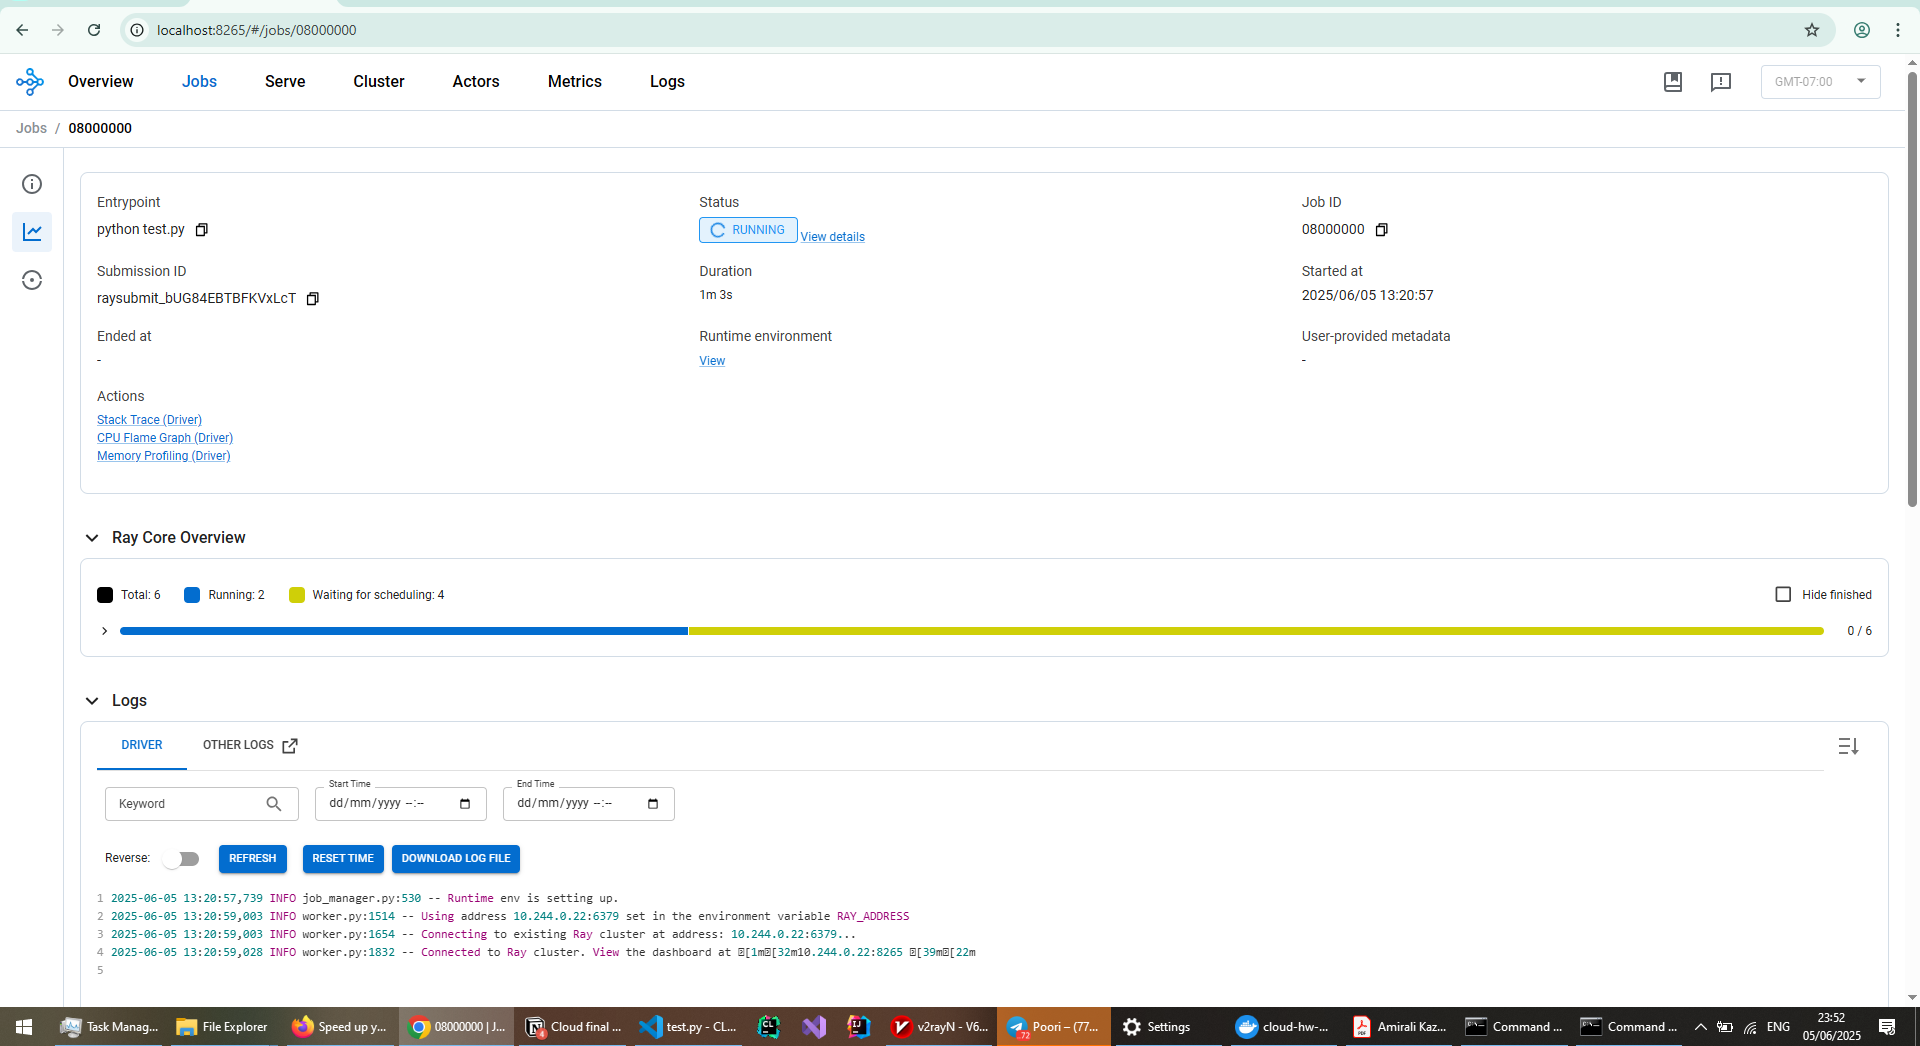 localhost:8265/#/jobs/08000000
Overview Jobs Serve Cluster Actors Metrics Logs GMT-07:00
Jobs / 08000000
Entrypoint Status Job ID
python test.py RUNNING View details 08000000
Submission ID Duration Started at
raysubmit_bUG84EBTBFKVxLcT 1m 3s 2025/06/05 13:20:57
Ended at Runtime environment User-provided metadata
- View -
Actions
Stack Trace (Driver)
CPU Flame Graph (Driver)
Memory Profiling (Driver)
Ray Core Overview
Total: 6 Running: 2 Waiting for scheduling: 4 Hide finished
0 / 6
Logs
DRIVER OTHER LOGS
Start Time End Time
Keyword dd/mm/yyyy --:-- dd/mm/yyyy --:--
Reverse: REFRESH RESET TIME DOWNLOAD LOG FILE
1 2025-06-05 13:20:57,739 INFO job_manager.py:530 -- Runtime env is setting up.
2 2025-06-05 13:20:59,003 INFO worker.py:1514 -- Using address 10.244.0.22:6379 set in the environment variable RAY_ADDRESS
3 2025-06-05 13:20:59,003 INFO worker.py:1654 -- Connecting to existing Ray cluster at address: 10.244.0.22:6379...
4 2025-06-05 13:20:59,028 INFO worker.py:1832 -- Connected to Ray cluster. View the dashboard at [1m[32m10.244.0.22:8265 [39m[22m
5
Task Manag... File Explorer Speed up y... 08000000 | J... 4 Cloud final ... test.py - CL... CL IJ v2rayN - V6... 72 Poori – (77... Settings cloud-hw-... Amirali Kaz... Command ... Command ... ENG 23:52
05/06/2025